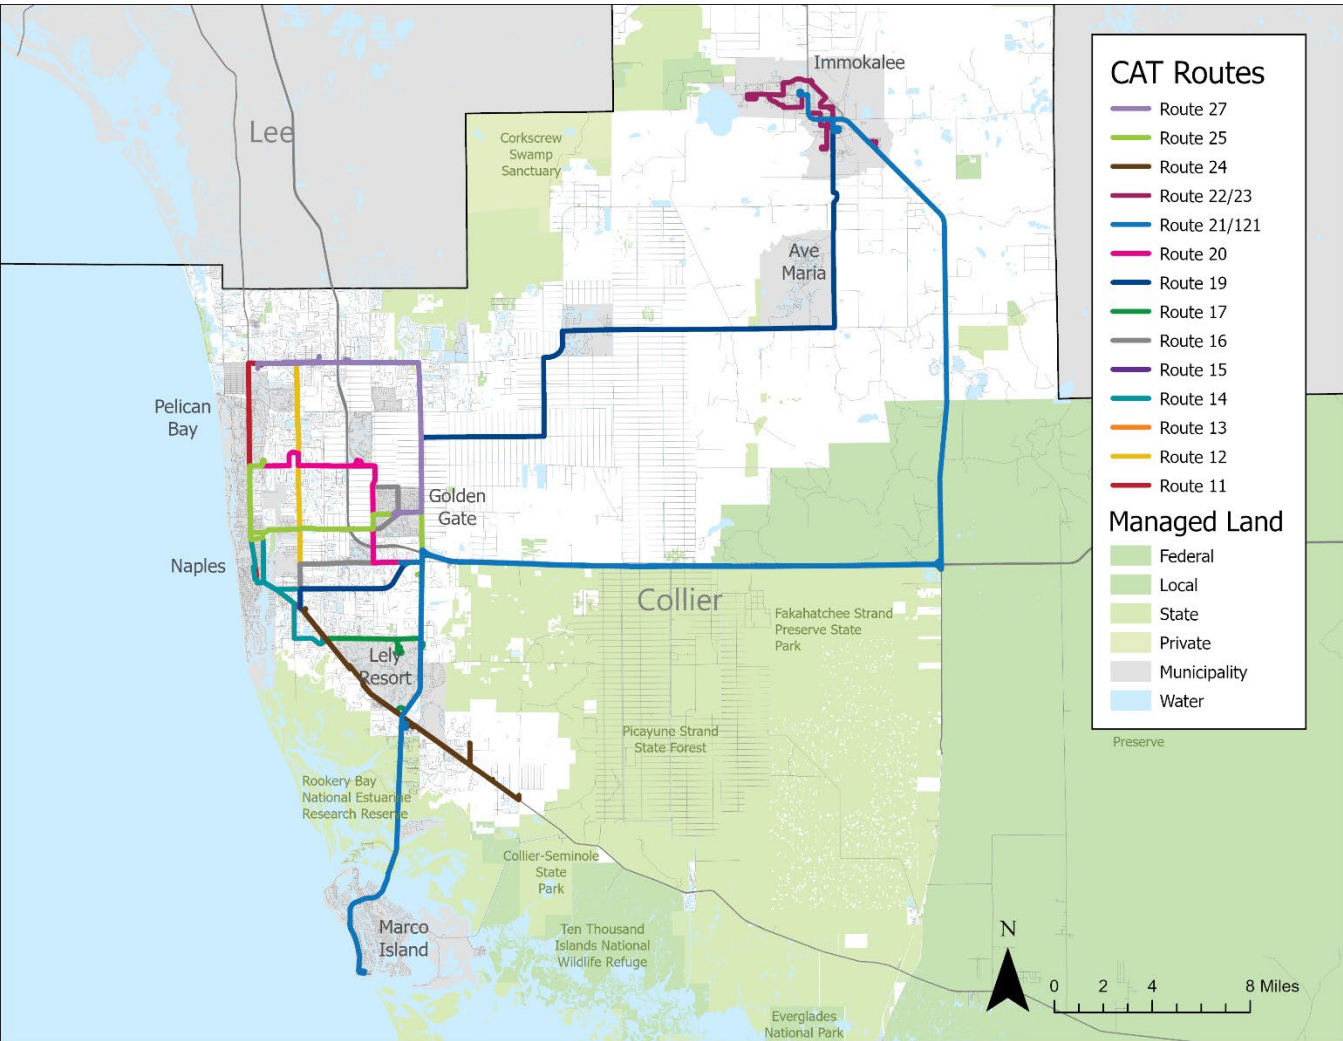 Immokalee
Lee
Corkscrew
Swamp
Sanctuary
Ave
Maria
Pelican
Bay
Golden
Gate
Naples
Collier
Fakahatchee Strand
Preserve State
Park
Lely
Resort
Picayune Strand
State Forest
Rookery Bay
National Estuarine
Research Reserve
Collier-Seminole
State
Park
Marco
Island
Ten Thousand
Islands National
Wildlife Refuge
Everglades
National Park
Preserve
CAT Routes
Route 27
Route 25
Route 24
Route 22/23
Route 21/121
Route 20
Route 19
Route 17
Route 16
Route 15
Route 14
Route 13
Route 12
Route 11
Managed Land
Federal
Local
State
Private
Municipality
Water
N
0 2 4 8 Miles